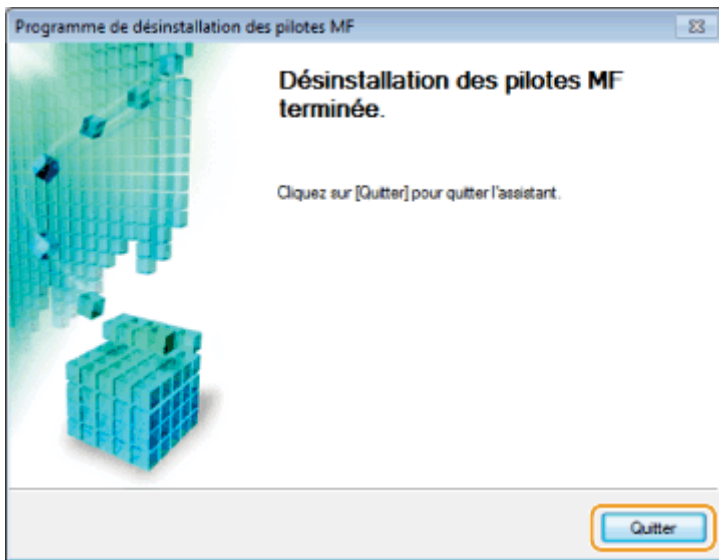 Programme de désinstallation des pilotes MF
Désinstallation des pilotes MF
terminée.
Cliquez sur [Quitter] pour quitter l'assistant.
Quitter